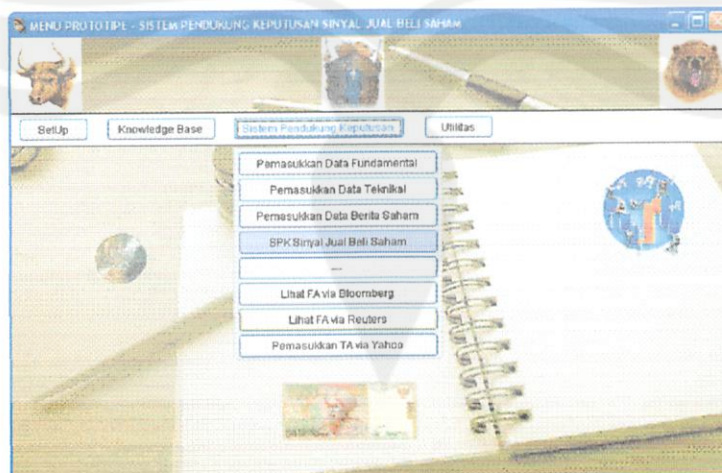 MENU PROTOTIPE - SISTEM PENDUKUNG KEPUTUSAN SINYAL JUAL BELI SAHAM
SetUp Knowledge Base Sistem Pendukung Keputusan Utilitas
Pemasukkan Data Fundamental
Pemasukkan Data Teknikal
Pemasukkan Data Berita Saham
SPK Sinyal Jual Beli Saham
---
Lihat FA via Bloomberg
Lihat FA via Reuters
Pemasukkan TA via Yahoo